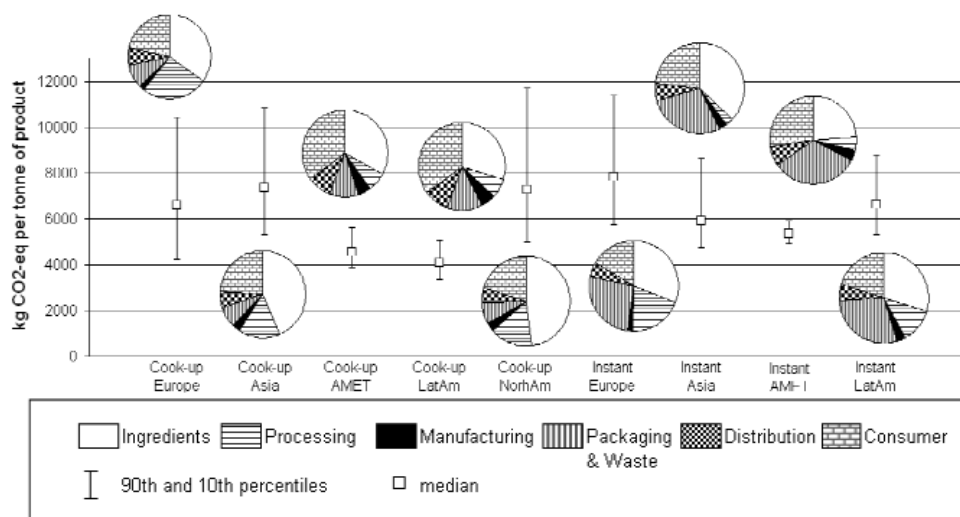 kg CO2-eq per tonne of product
12000
10000
8000
6000
4000
2000
0
Cook-up Europe
Cook-up Asia
Cook-up AMET
Cook-up LatAm
Cook-up NorhAm
Instant Europe
Instant Asia
Instant AMET
Instant LatAm
Ingredients
Processing
Manufacturing
Packaging & Waste
Distribution
Consumer
90th and 10th percentiles
median